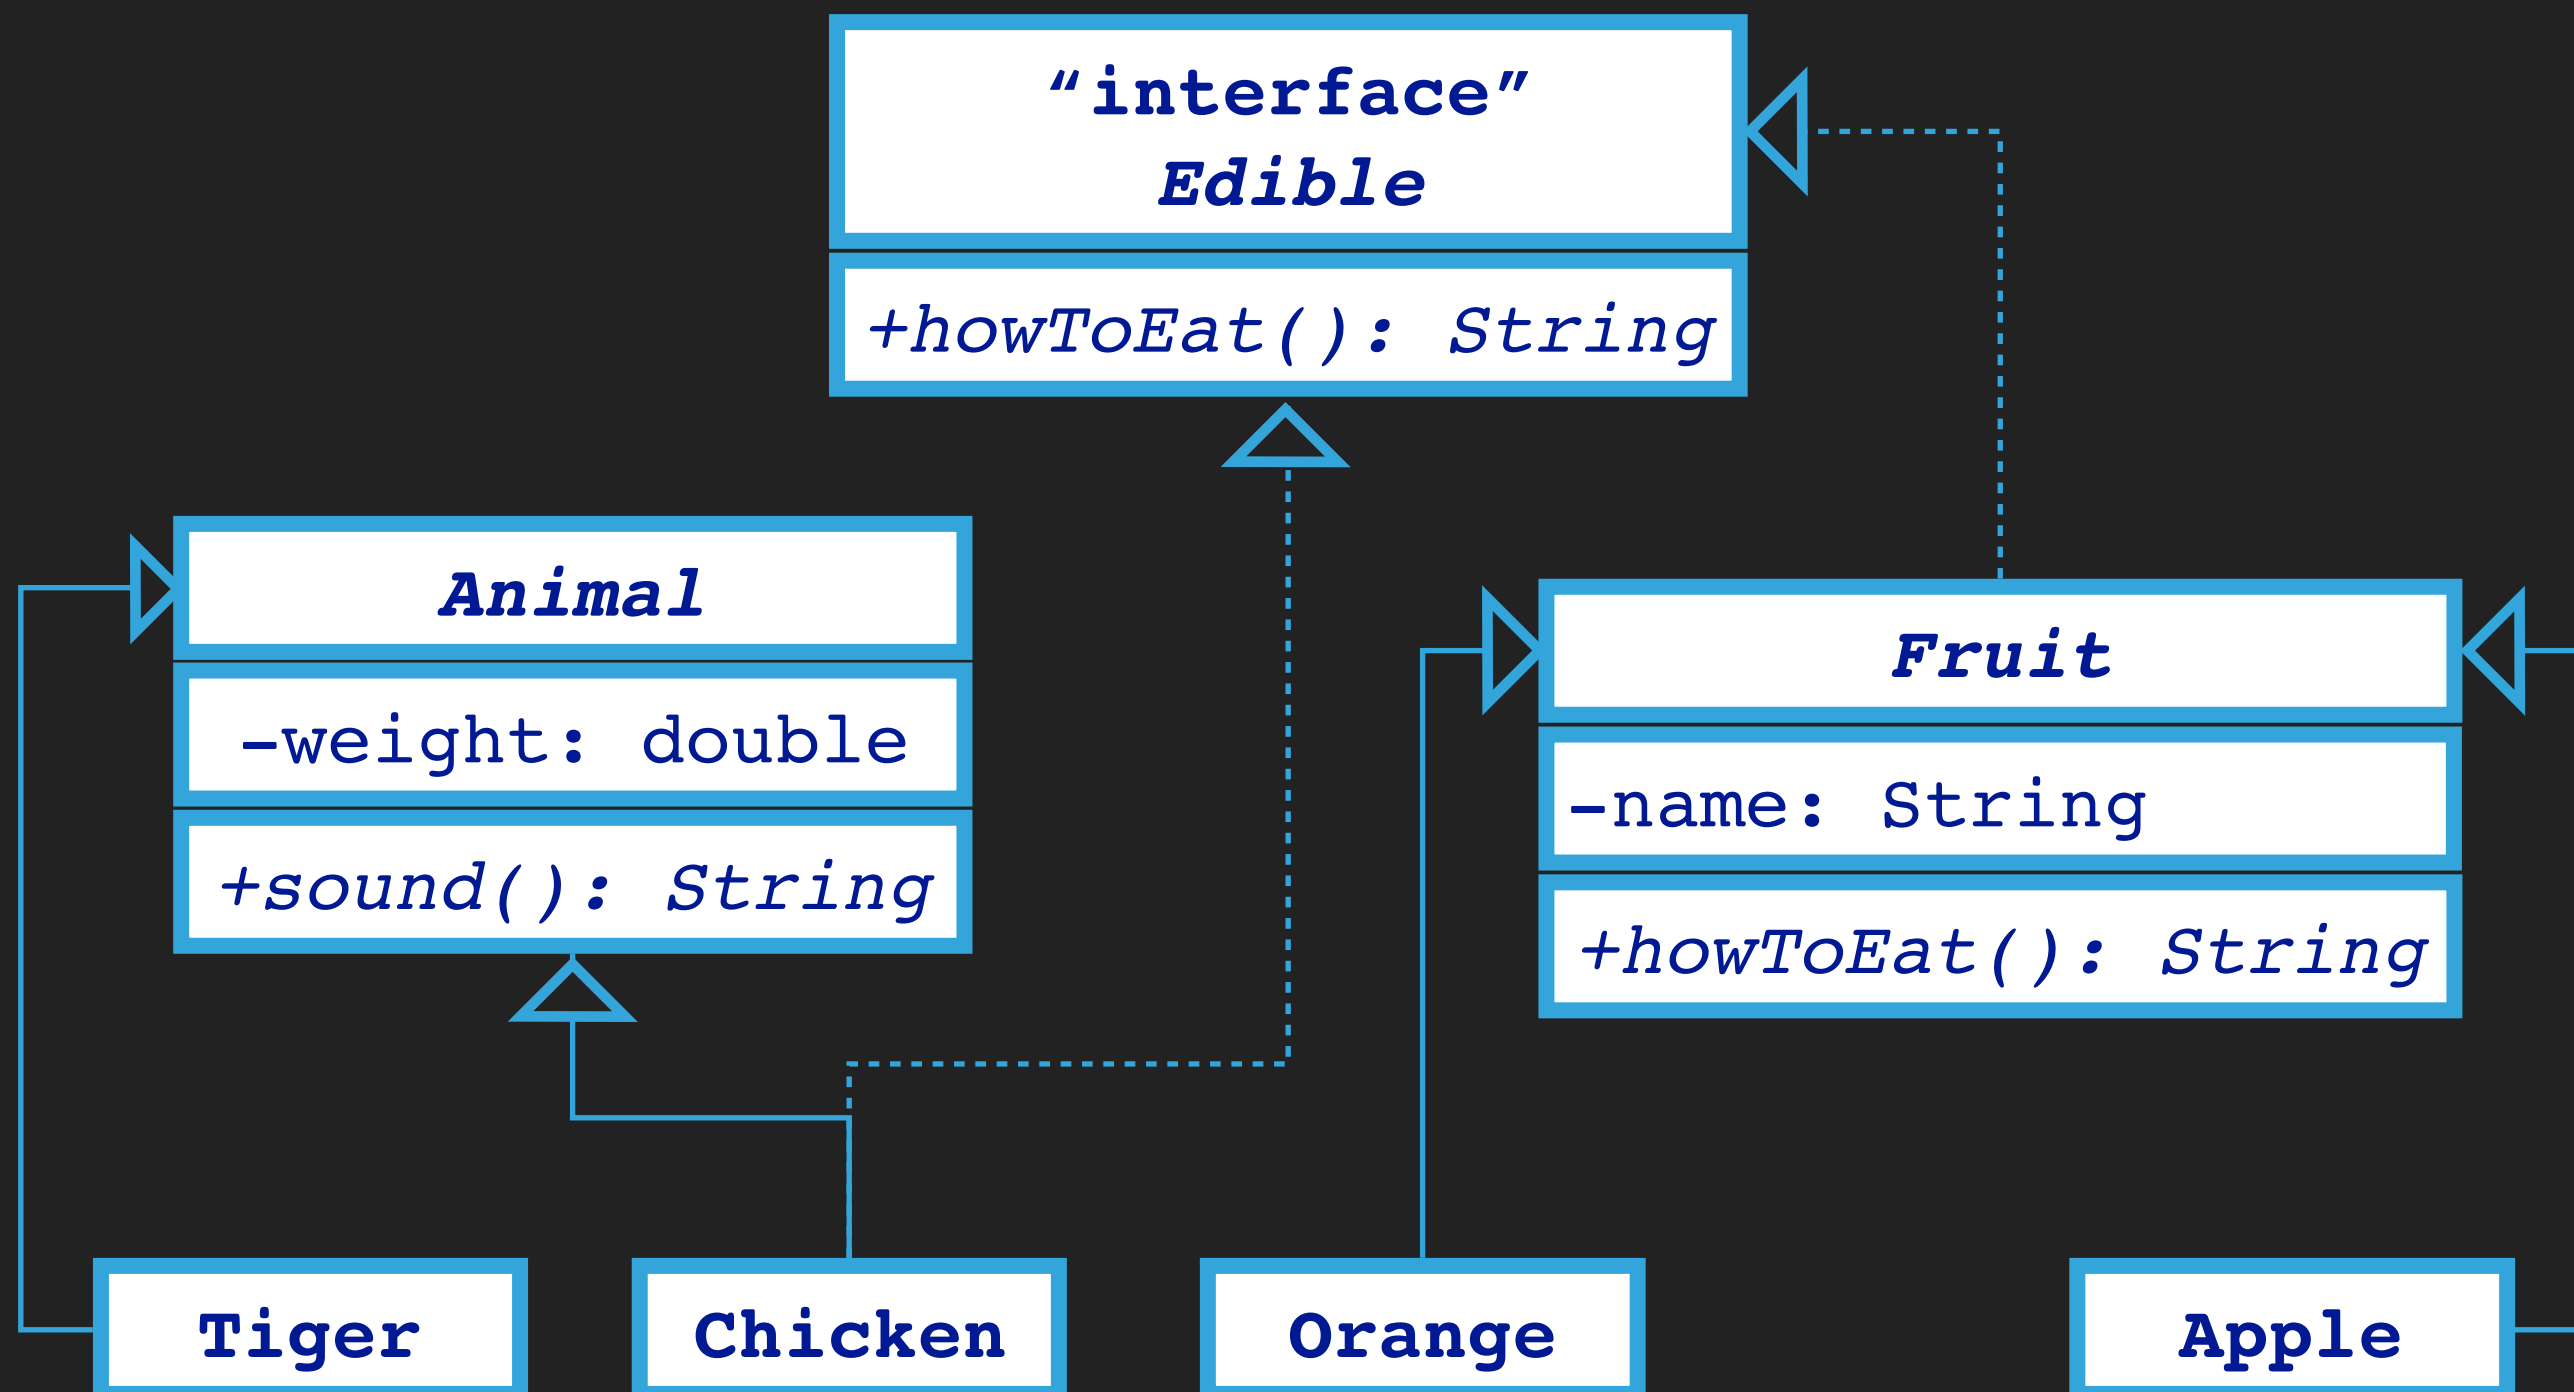 “interface”
Edible
+howToEat(): String
Animal
-weight: double
+sound(): String
Fruit
-name: String
+howToEat(): String
Tiger
Chicken
Orange
Apple